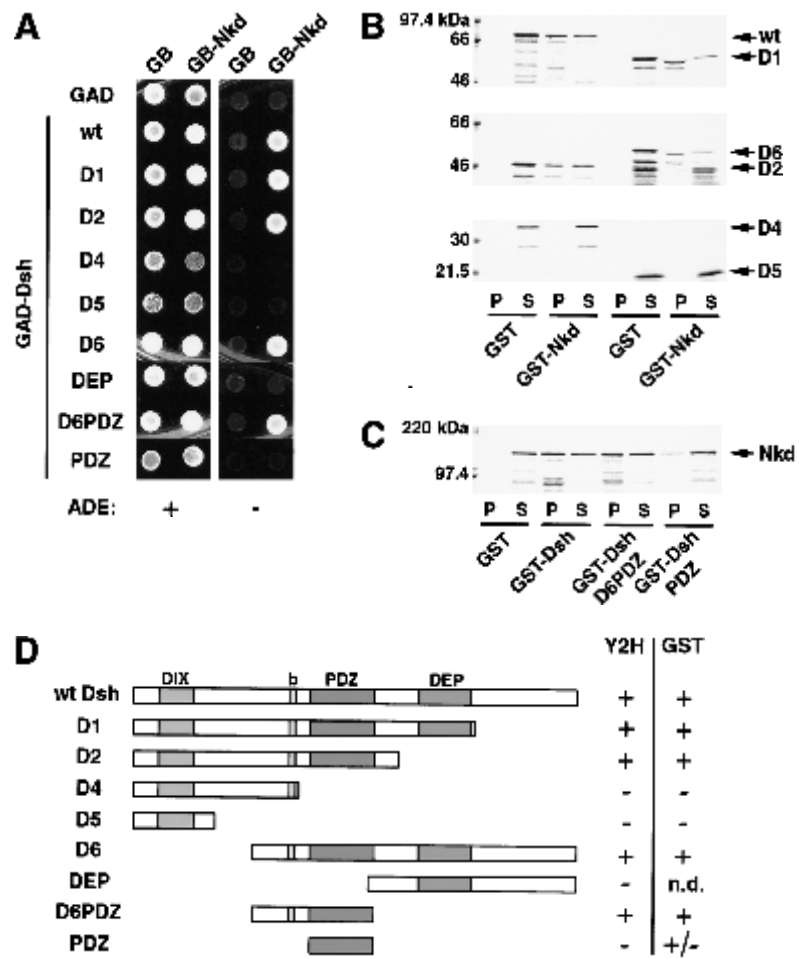 A
GB
GB-Nkd
GB
GB-Nkd
GAD
wt
D1
D2
D4
D5
D6
DEP
D6PDZ
PDZ
GAD-Dsh
ADE: + -
B
97.4 kDa
66
46
wt
D1
66
46
D6
D2
30
21.5
D4
D5
P S P S P S P S
GST
GST-Nkd
GST
GST-Nkd
C
220 kDa
97.4
Nkd
P S P S P S P S
GST
GST-Dsh
GST-Dsh
D6PDZ
GST-Dsh
PDZ
D
Y2H GST
DIX b PDZ DEP
wt Dsh + +
D1 + +
D2 + +
D4 - -
D5 - -
D6 + +
DEP - n.d.
D6PDZ + +
PDZ - +/-